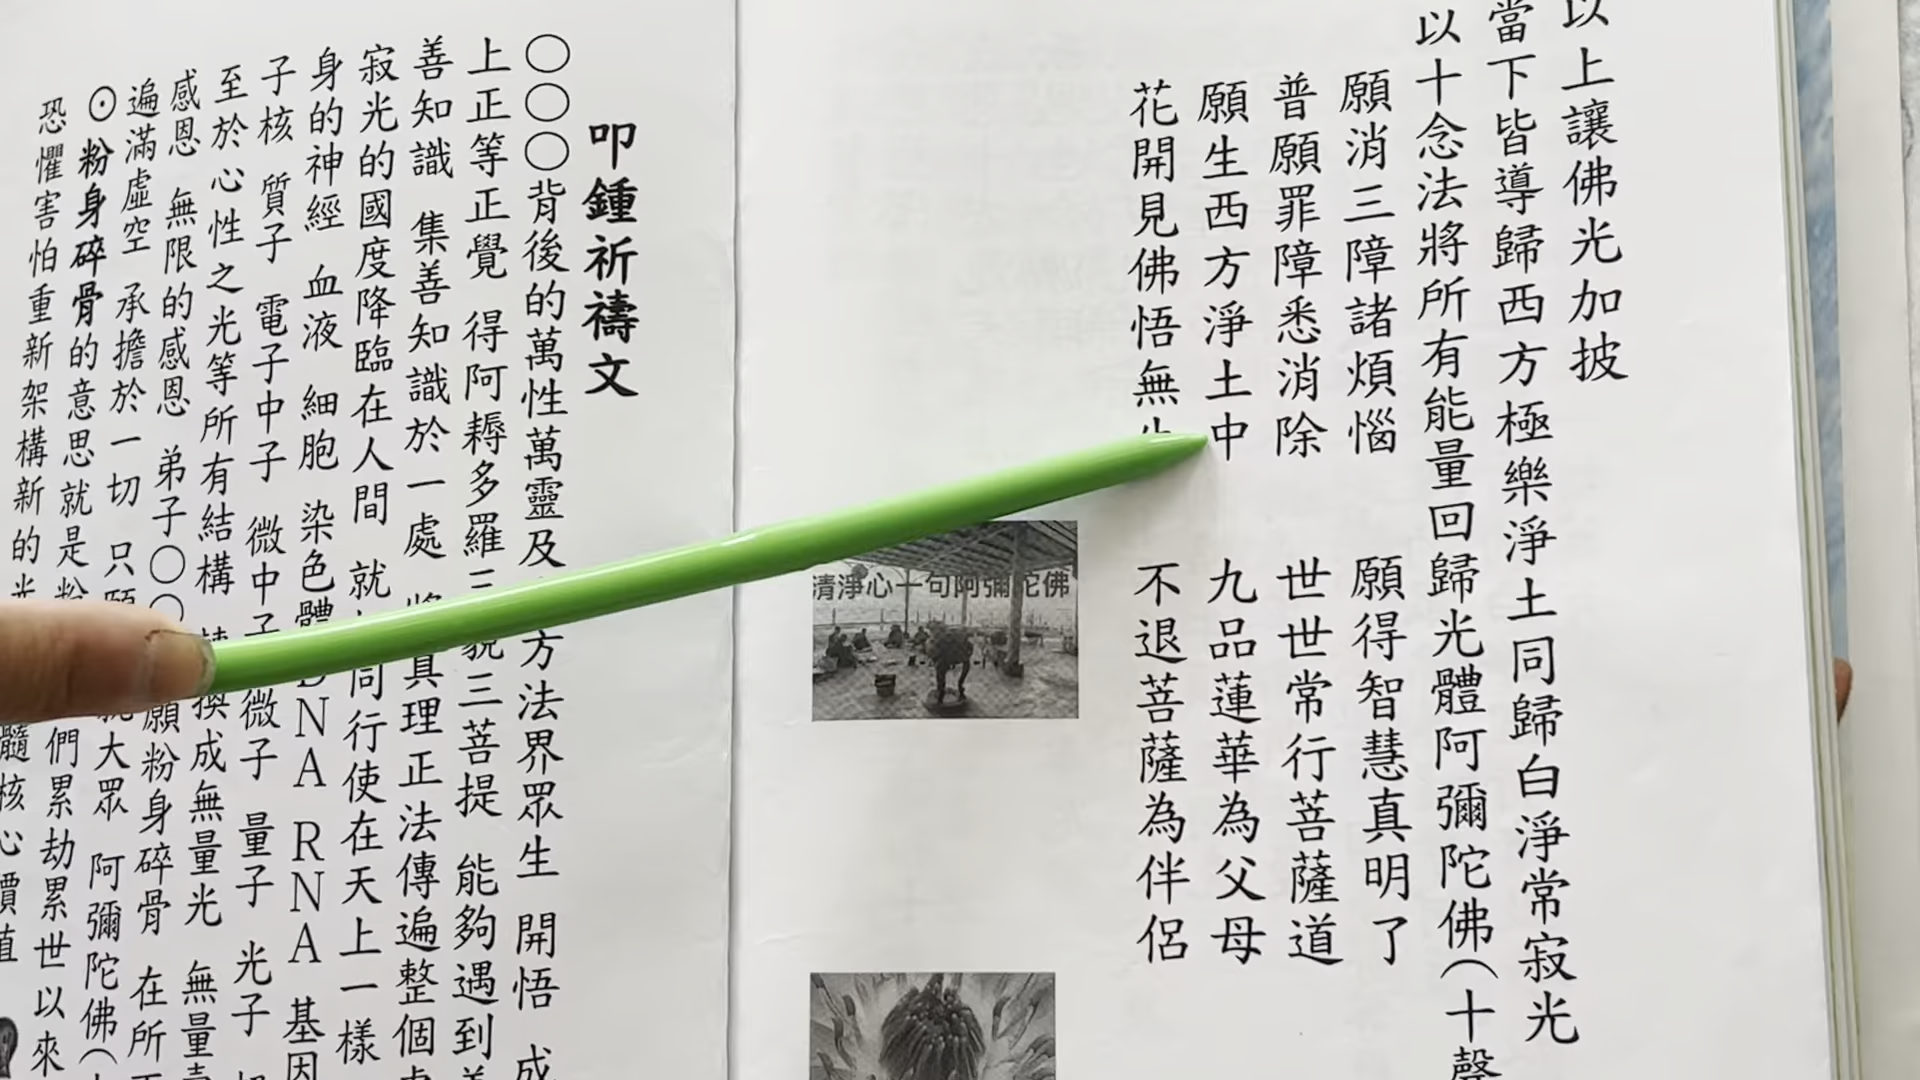 以上讓佛光加披
當下皆導歸西方極樂淨土同歸白淨常寂光
以十念法將所有能量回歸光體阿彌陀佛(十聲
願消三障諸煩惱 願得智慧真明了
普願罪障悉消除 世世常行菩薩道
願生西方淨土中 九品蓮華為父母
花開見佛悟無 不退菩薩為伴侶
清淨心一句阿彌陀佛
叩鍾祈禱文
○○○背後的萬性萬靈及 方法界眾生 開悟 成
上正等正覺 得阿耨多羅三藐三菩提 能夠遇到
善知識 集善知識於一處 真理正法傳遍整個
寂光的國度降臨在人間 就 同行使在天上一樣
身的神經 血液 細胞 染色體 DNA RNA 基因
子核 質子 電子中子 微中子 微子 量子 光子
至於心性之光等所有結構 換成無量光 無量
感恩 無限的感恩 弟子○○ 願粉身碎骨 在所
遍滿虛空 承擔於一切 只願 大眾 阿彌陀佛(
⊙粉身碎骨的意思就是粉 們累劫累世以來
恐懼害怕重新架構新的光 髓核心價值